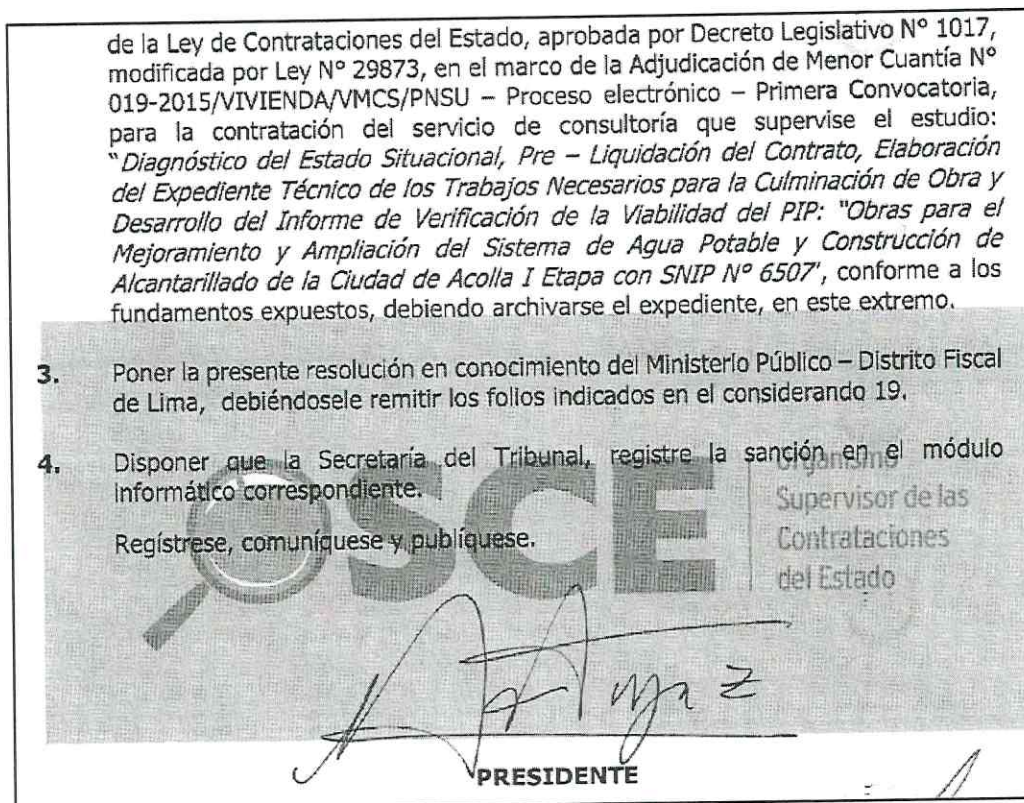 de la Ley de Contrataciones del Estado, aprobada por Decreto Legislativo N° 1017,
modificada por Ley N° 29873, en el marco de la Adjudicación de Menor Cuantía N°
019-2015/VIVIENDA/VMCS/PNSU – Proceso electrónico – Primera Convocatoria,
para la contratación del servicio de consultoría que supervise el estudio:
"Diagnóstico del Estado Situacional, Pre – Liquidación del Contrato, Elaboración
del Expediente Técnico de los Trabajos Necesarios para la Culminación de Obra y
Desarrollo del Informe de Verificación de la Viabilidad del PIP: "Obras para el
Mejoramiento y Ampliación del Sistema de Agua Potable y Construcción de
Alcantarillado de la Ciudad de Acolla I Etapa con SNIP N° 6507", conforme a los
fundamentos expuestos, debiendo archivarse el expediente, en este extremo.
3. Poner la presente resolución en conocimiento del Ministerio Público – Distrito Fiscal
de Lima, debiéndosele remitir los folios indicados en el considerando 19.
4. Disponer que la Secretaría del Tribunal, registre la sanción en el módulo
informático correspondiente.
Regístrese, comuníquese y publíquese.
OSCE
Organismo
Supervisor de las
Contrataciones
del Estado
PRESIDENTE